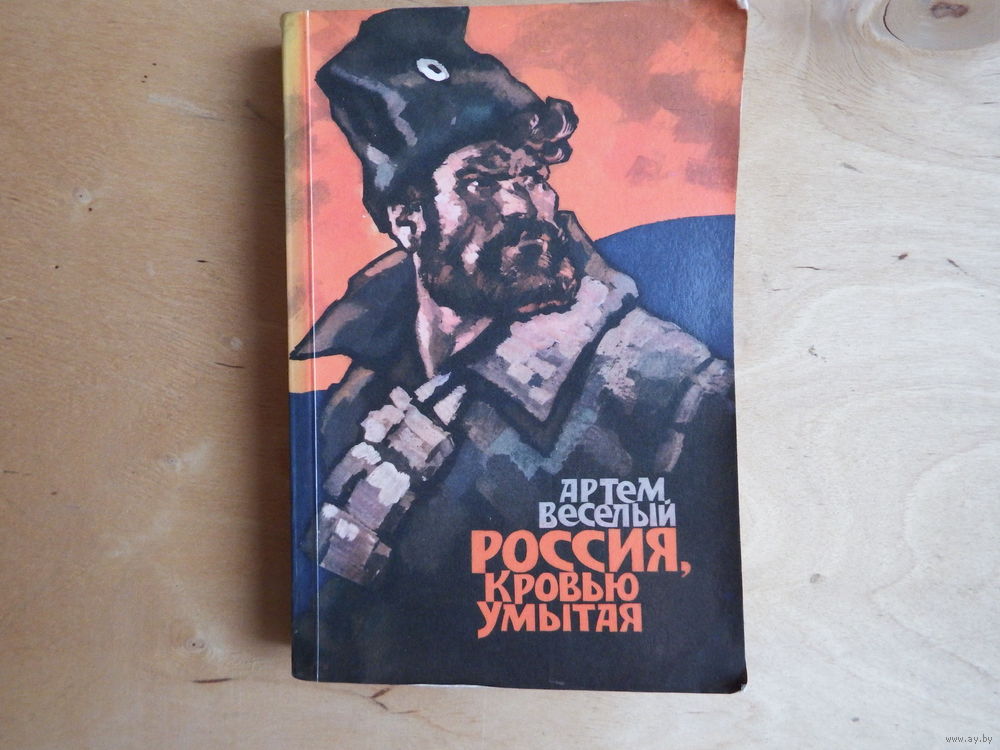 Артем
Веселый
Россия,
кровью
умытая
www.ay.by